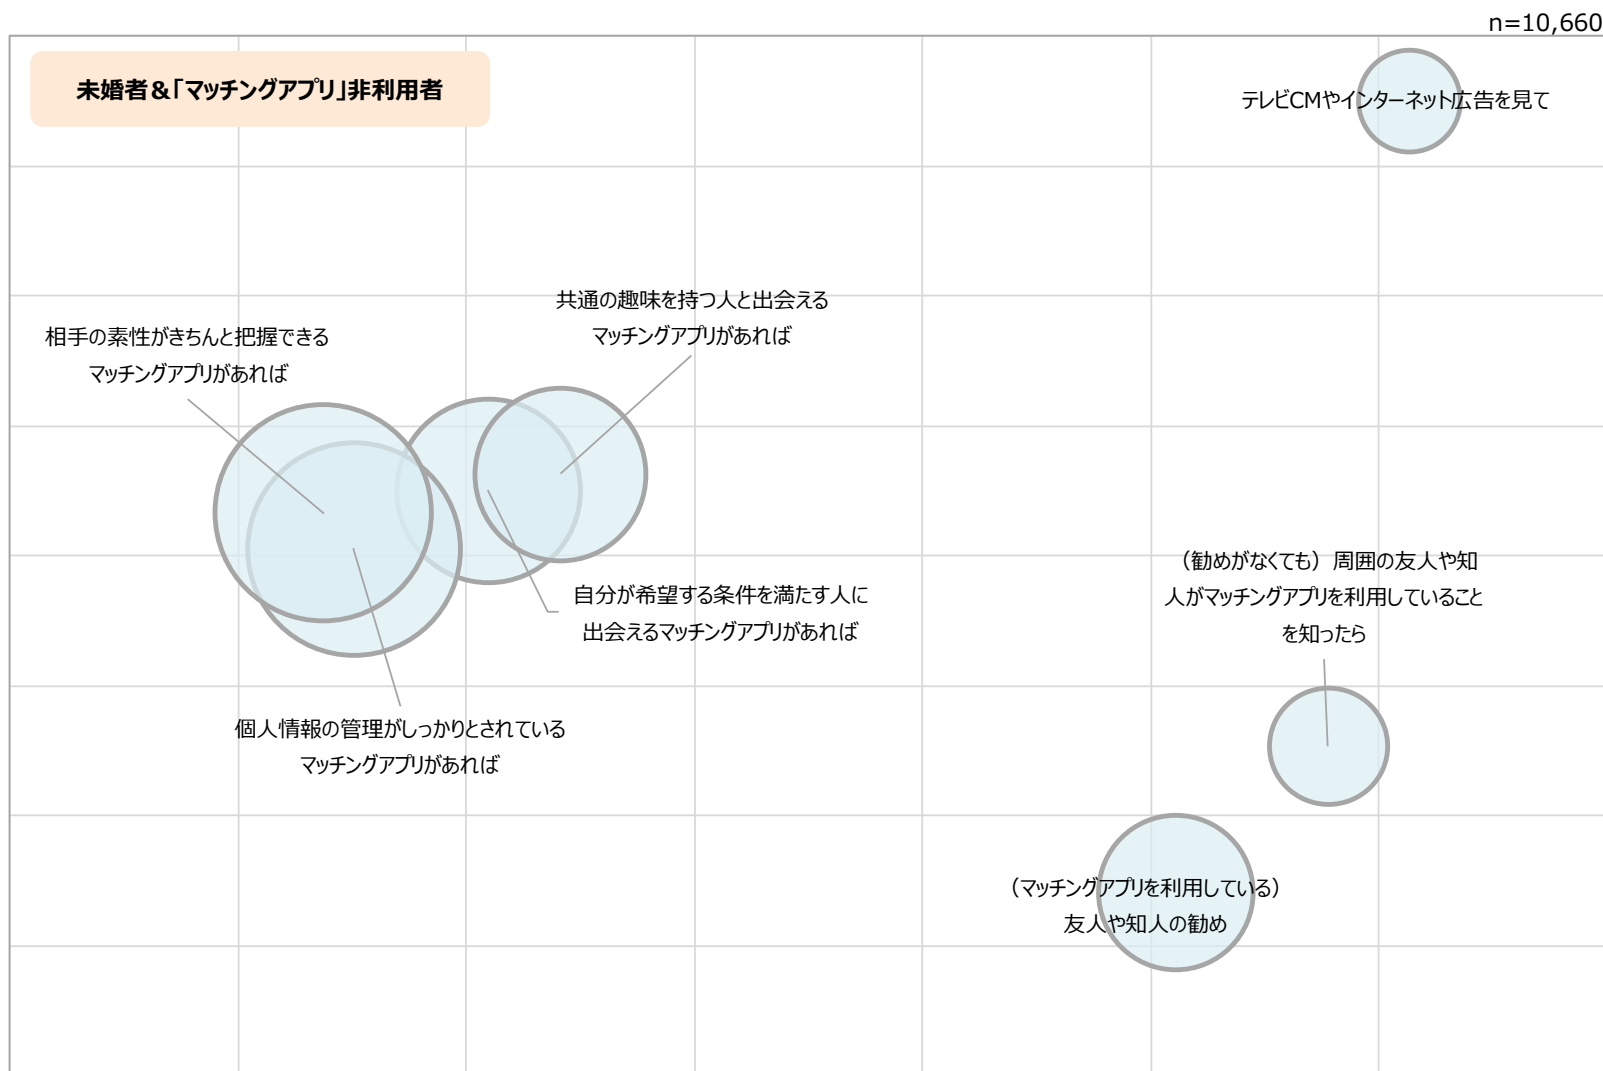 n=10,660
未婚者&「マッチングアプリ」非利用者
テレビCMやインターネット広告を見て
共通の趣味を持つ人と出会える
マッチングアプリがあれば
相手の素性がきちんと把握できる
マッチングアプリがあれば
(勧めがなくても)周囲の友人や知
人がマッチングアプリを利用していること
を知ったら
自分が希望する条件を満たす人に
出会えるマッチングアプリがあれば
個人情報の管理がしっかりとされている
マッチングアプリがあれば
(マッチングアプリを利用している)
友人や知人の勧め